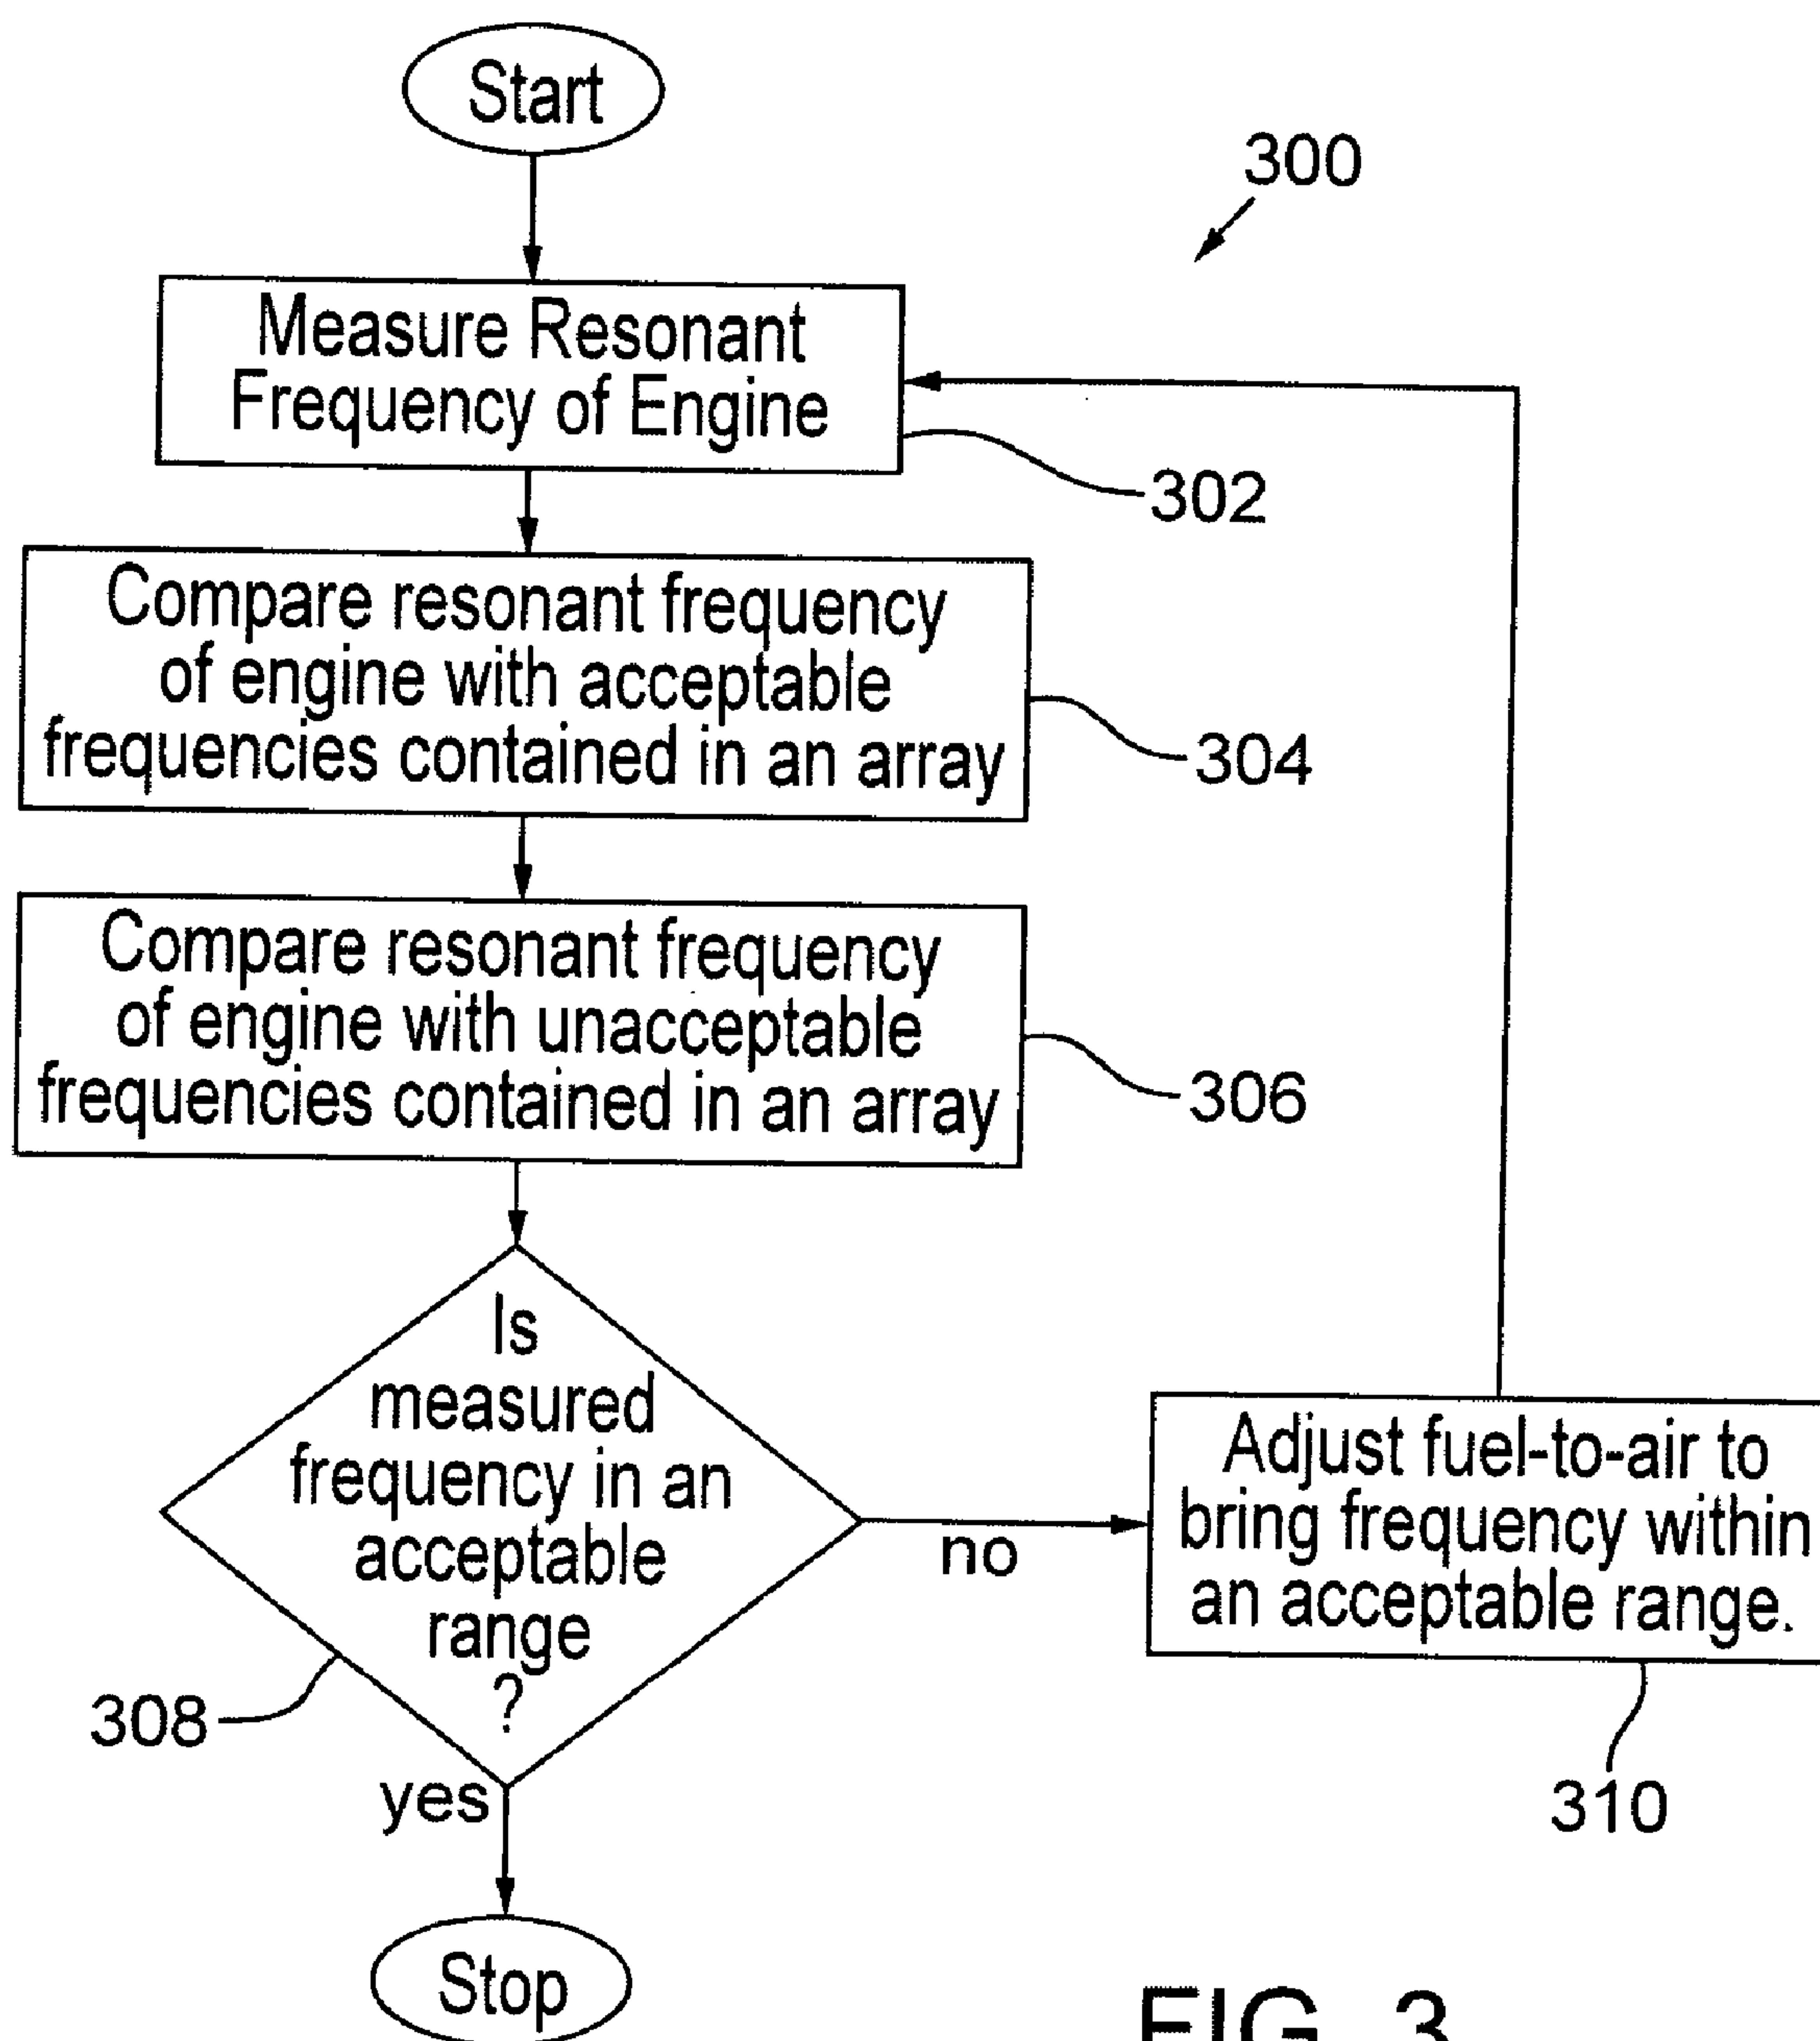 Start
300
Measure Resonant
Frequency of Engine
302
Compare resonant frequency
of engine with acceptable
frequencies contained in an array
304
Compare resonant frequency
of engine with unacceptable
frequencies contained in an array
306
Is
measured
frequency in an
acceptable
range
?
308
no
Adjust fuel-to-air to
bring frequency within
an acceptable range.
310
yes
Stop
FIG. 3